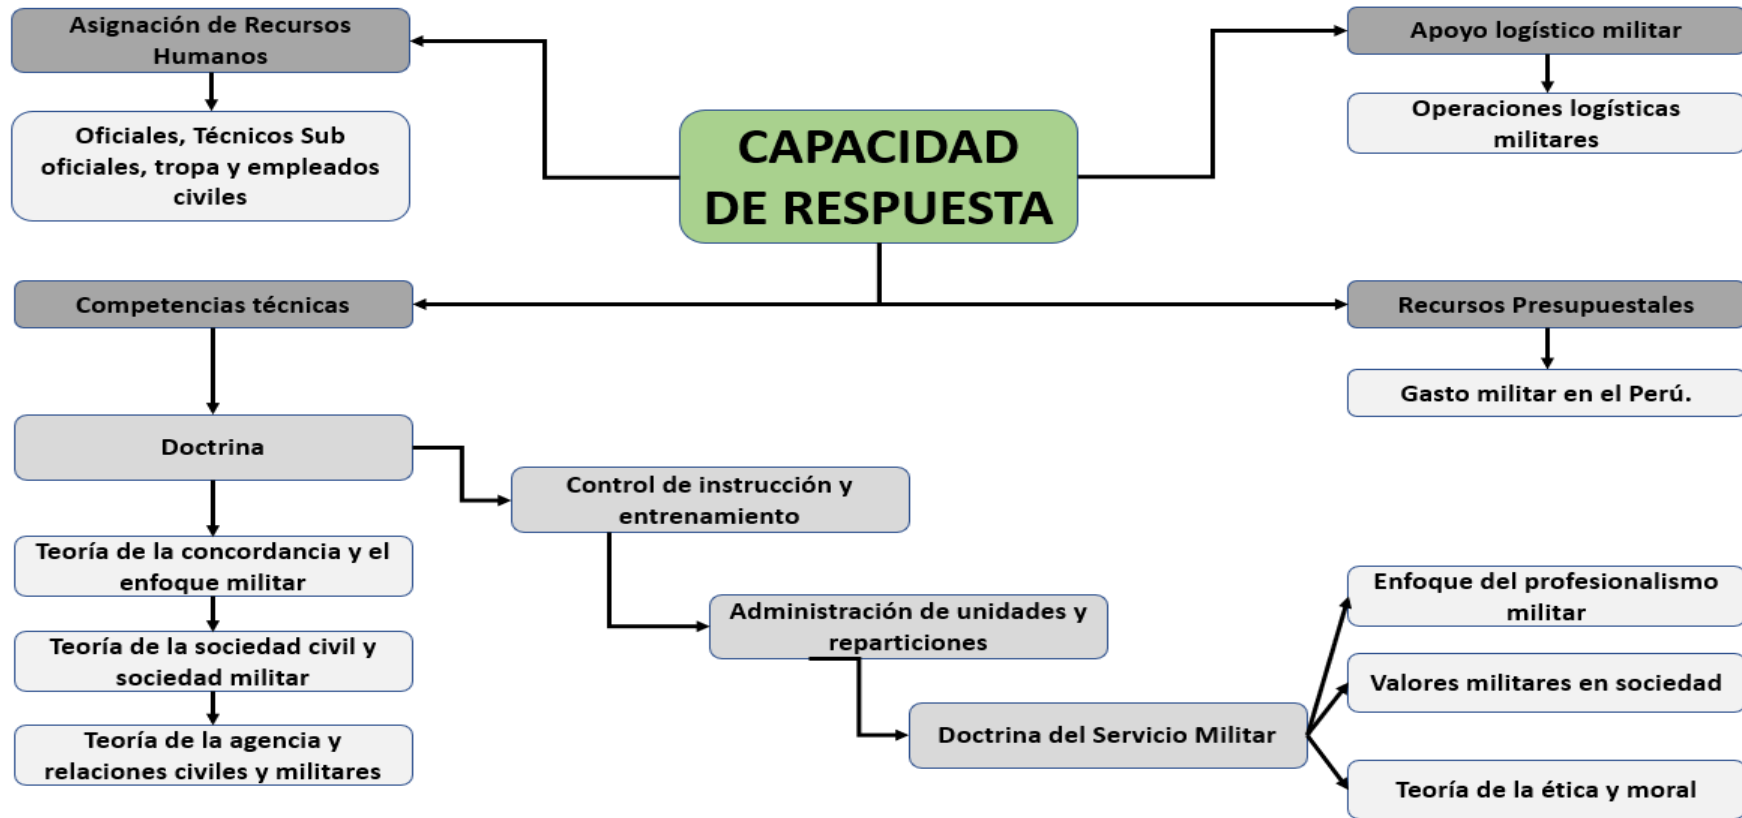 Asignación de Recursos
Humanos
Oficiales, Técnicos Sub
oficiales, tropa y empleados
civiles
CAPACIDAD
DE RESPUESTA
Apoyo logístico militar
Operaciones logísticas
militares
Competencias técnicas
Recursos Presupuestales
Gasto militar en el Perú.
Doctrina
Control de instrucción y
entrenamiento
Teoría de la concordancia y el
enfoque militar
Administración de unidades y
reparticiones
Teoría de la sociedad civil y
sociedad militar
Teoría de la agencia y
relaciones civiles y militares
Doctrina del Servicio Militar
Enfoque del profesionalismo
militar
Valores militares en sociedad
Teoría de la ética y moral